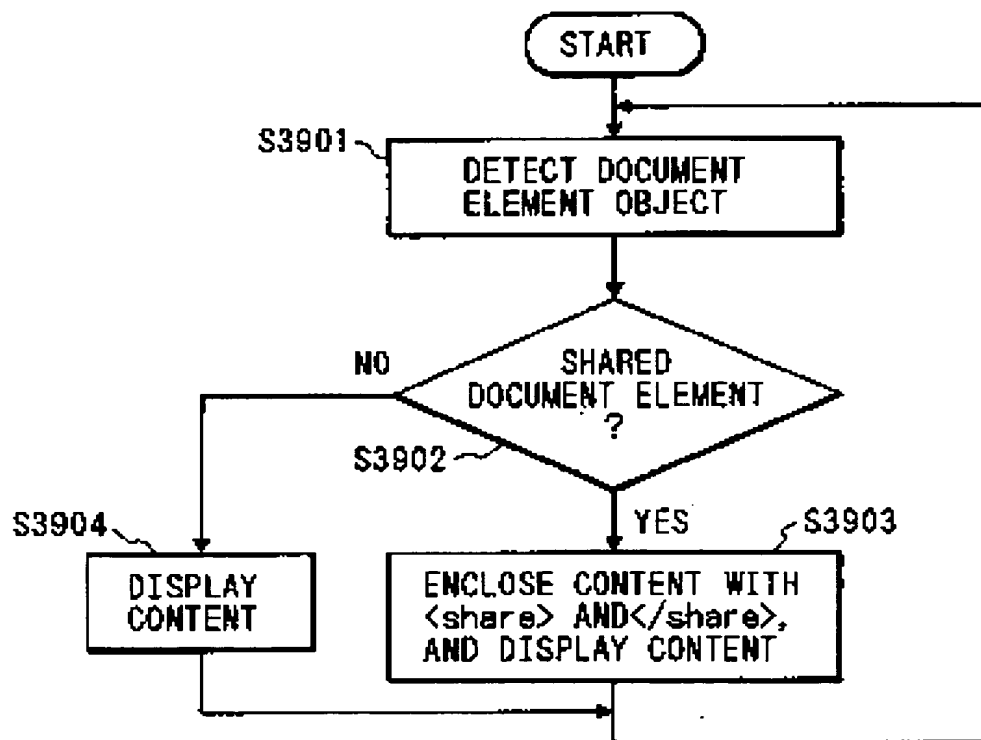 START
S3901
DETECT DOCUMENT
ELEMENT OBJECT
NO
SHARED
DOCUMENT ELEMENT
?
S3902
YES
S3904
S3903
DISPLAY
CONTENT
ENCLOSE CONTENT WITH
<share> AND</share>,
AND DISPLAY CONTENT